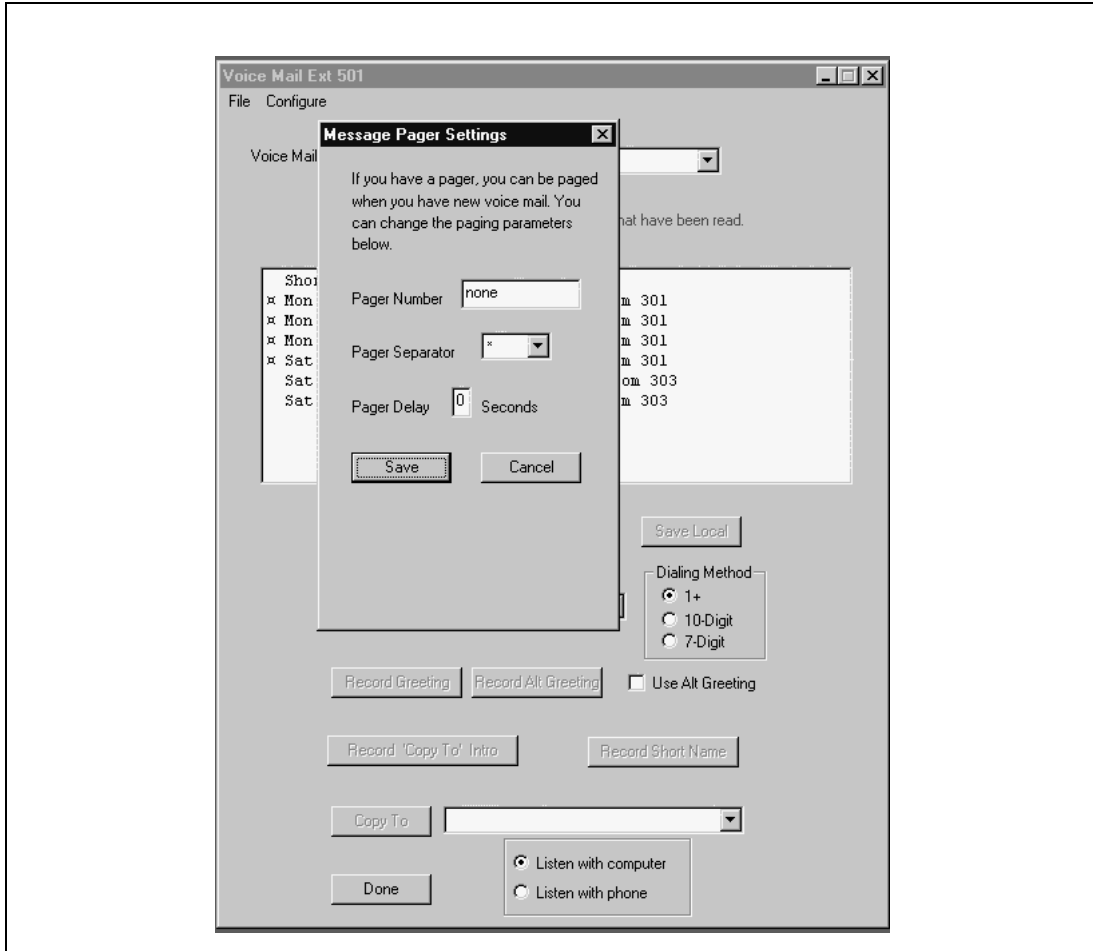 Voice Mail Ext 501
File Configure
Message Pager Settings
Voice Mail
If you have a pager, you can be paged
when you have new voice mail. You
can change the paging parameters
below.
hat have been read.
Pager Number none
Pager Separator *
Pager Delay 0 Seconds
Save Cancel
Shor
¤ Mon m 301
¤ Mon m 301
¤ Mon m 301
¤ Sat m 301
Sat om 303
Sat m 303
Save Local
Dialing Method
1+
10-Digit
7-Digit
Record Greeting Record Alt Greeting Use Alt Greeting
Record 'Copy To' Intro Record Short Name
Copy To
Listen with computer
Done Listen with phone